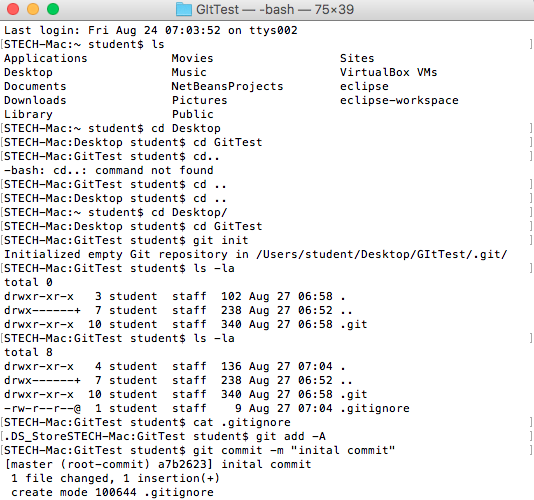 GItTest — -bash — 75×39
Last login: Fri Aug 24 07:03:52 on ttys002
[STECH-Mac:~ student$ ls ]
Applications Movies Sites
Desktop Music VirtualBox VMs
Documents NetBeansProjects eclipse
Downloads Pictures eclipse-workspace
Library Public
[STECH-Mac:~ student$ cd Desktop ]
[STECH-Mac:Desktop student$ cd GitTest ]
[STECH-Mac:GitTest student$ cd.. ]
-bash: cd..: command not found
[STECH-Mac:GitTest student$ cd .. ]
[STECH-Mac:Desktop student$ cd .. ]
[STECH-Mac:~ student$ cd Desktop/ ]
[STECH-Mac:Desktop student$ cd GitTest ]
[STECH-Mac:GitTest student$ git init ]
Initialized empty Git repository in /Users/student/Desktop/GItTest/.git/
[STECH-Mac:GitTest student$ ls -la ]
total 0
drwxr-xr-x 3 student staff 102 Aug 27 06:58 .
drwx------+ 7 student staff 238 Aug 27 06:52 ..
drwxr-xr-x 10 student staff 340 Aug 27 06:58 .git
[STECH-Mac:GitTest student$ ls -la ]
total 8
drwxr-xr-x 4 student staff 136 Aug 27 07:04 .
drwx------+ 7 student staff 238 Aug 27 06:52 ..
drwxr-xr-x 10 student staff 340 Aug 27 06:58 .git
-rw-r--r--@ 1 student staff 9 Aug 27 07:04 .gitignore
[STECH-Mac:GitTest student$ cat .gitignore ]
[.DS_StoreSTECH-Mac:GitTest student$ git add -A ]
[STECH-Mac:GitTest student$ git commit -m "inital commit" ]
[master (root-commit) a7b2623] inital commit
1 file changed, 1 insertion(+)
create mode 100644 .gitignore